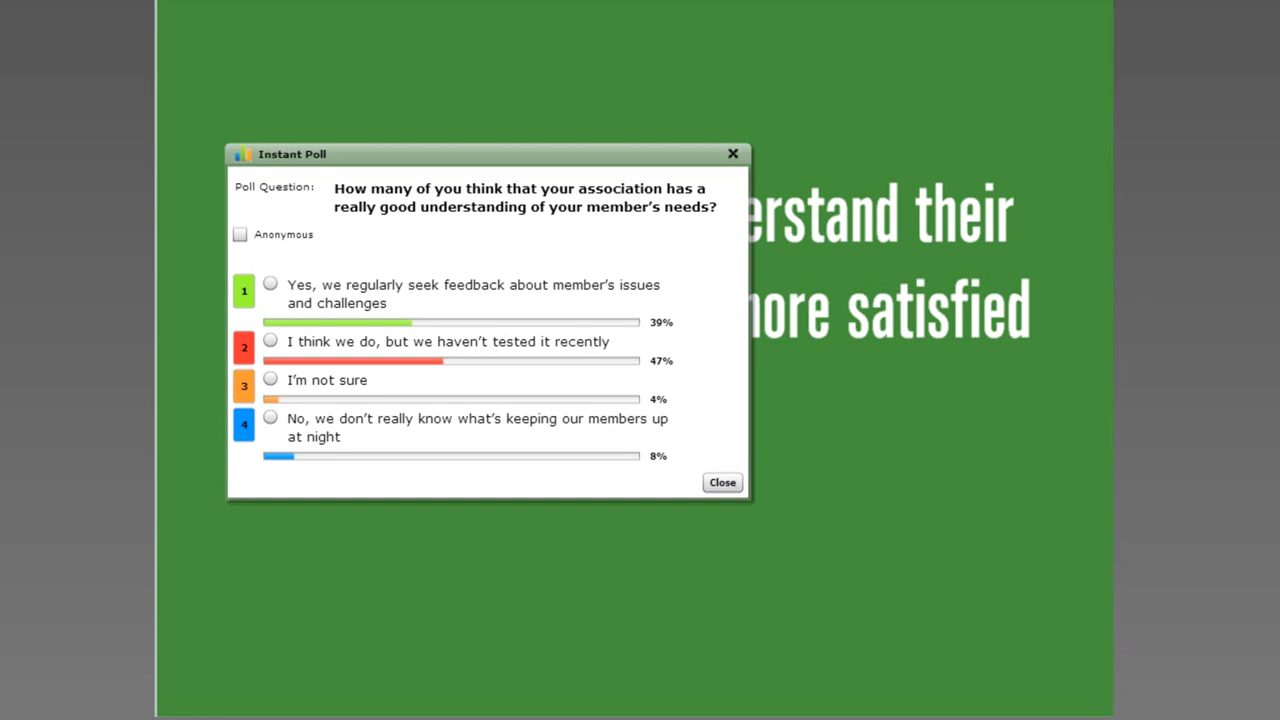 Instant Poll
Poll Question:
How many of you think that your association has a
really good understanding of your member's needs?
Anonymous
1
Yes, we regularly seek feedback about member's issues
and challenges
39%
2
I think we do, but we haven't tested it recently
47%
3
I'm not sure
4%
4
No, we don't really know what's keeping our members up
at night
8%
Close
erstand their
ore satisfied